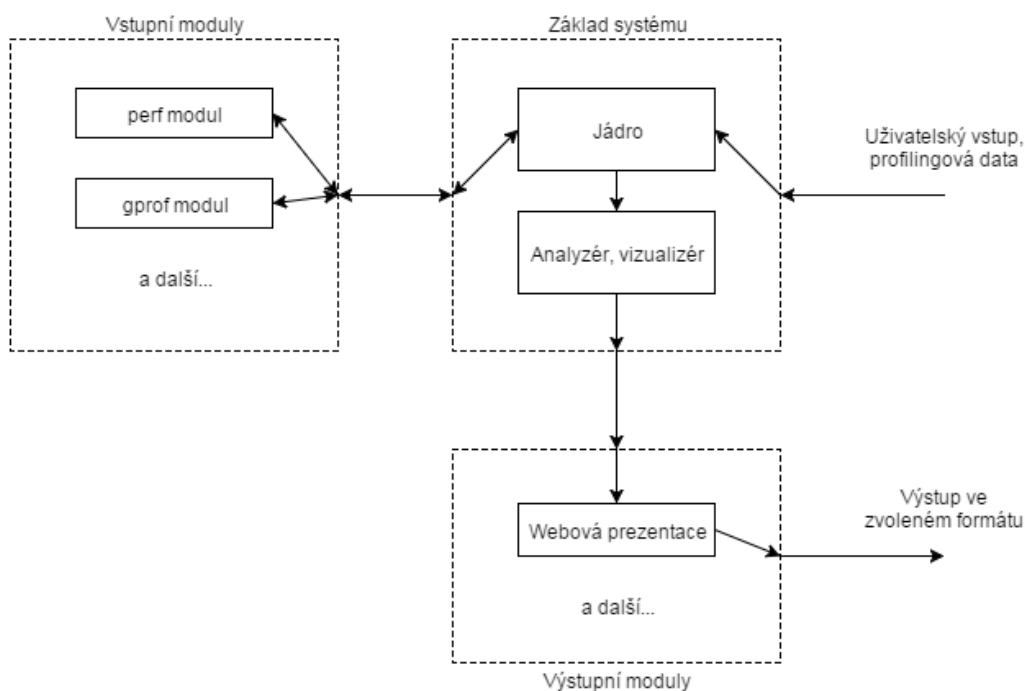 Vstupní moduly
perf modul
gprof modul
a další...
Základ systému
Jádro
Analyzér, vizualizér
Uživatelský vstup,
profilingová data
Webová prezentace
a další...
Výstupní moduly
Výstup ve
zvoleném formátu